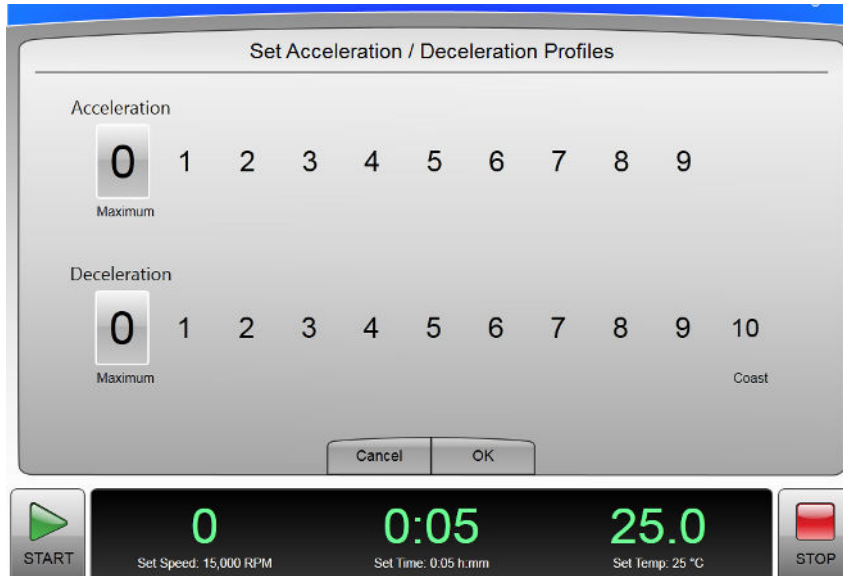 Set Acceleration / Deceleration Profiles
Acceleration
0 1 2 3 4 5 6 7 8 9
Maximum
Deceleration
0 1 2 3 4 5 6 7 8 9 10
Maximum Coast
Cancel OK
START
0 0:05 25.0
Set Speed: 15,000 RPM Set Time: 0:05 h:mm Set Temp: 25 °C
STOP